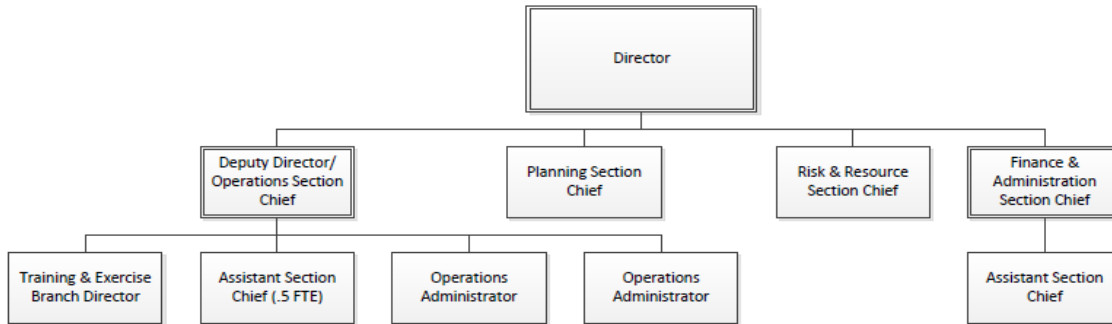 Director
Deputy Director/
Operations Section
Chief
Planning Section
Chief
Risk & Resource
Section Chief
Finance &
Administration
Section Chief
Training & Exercise
Branch Director
Assistant Section
Chief (.5 FTE)
Operations
Administrator
Operations
Administrator
Assistant Section
Chief